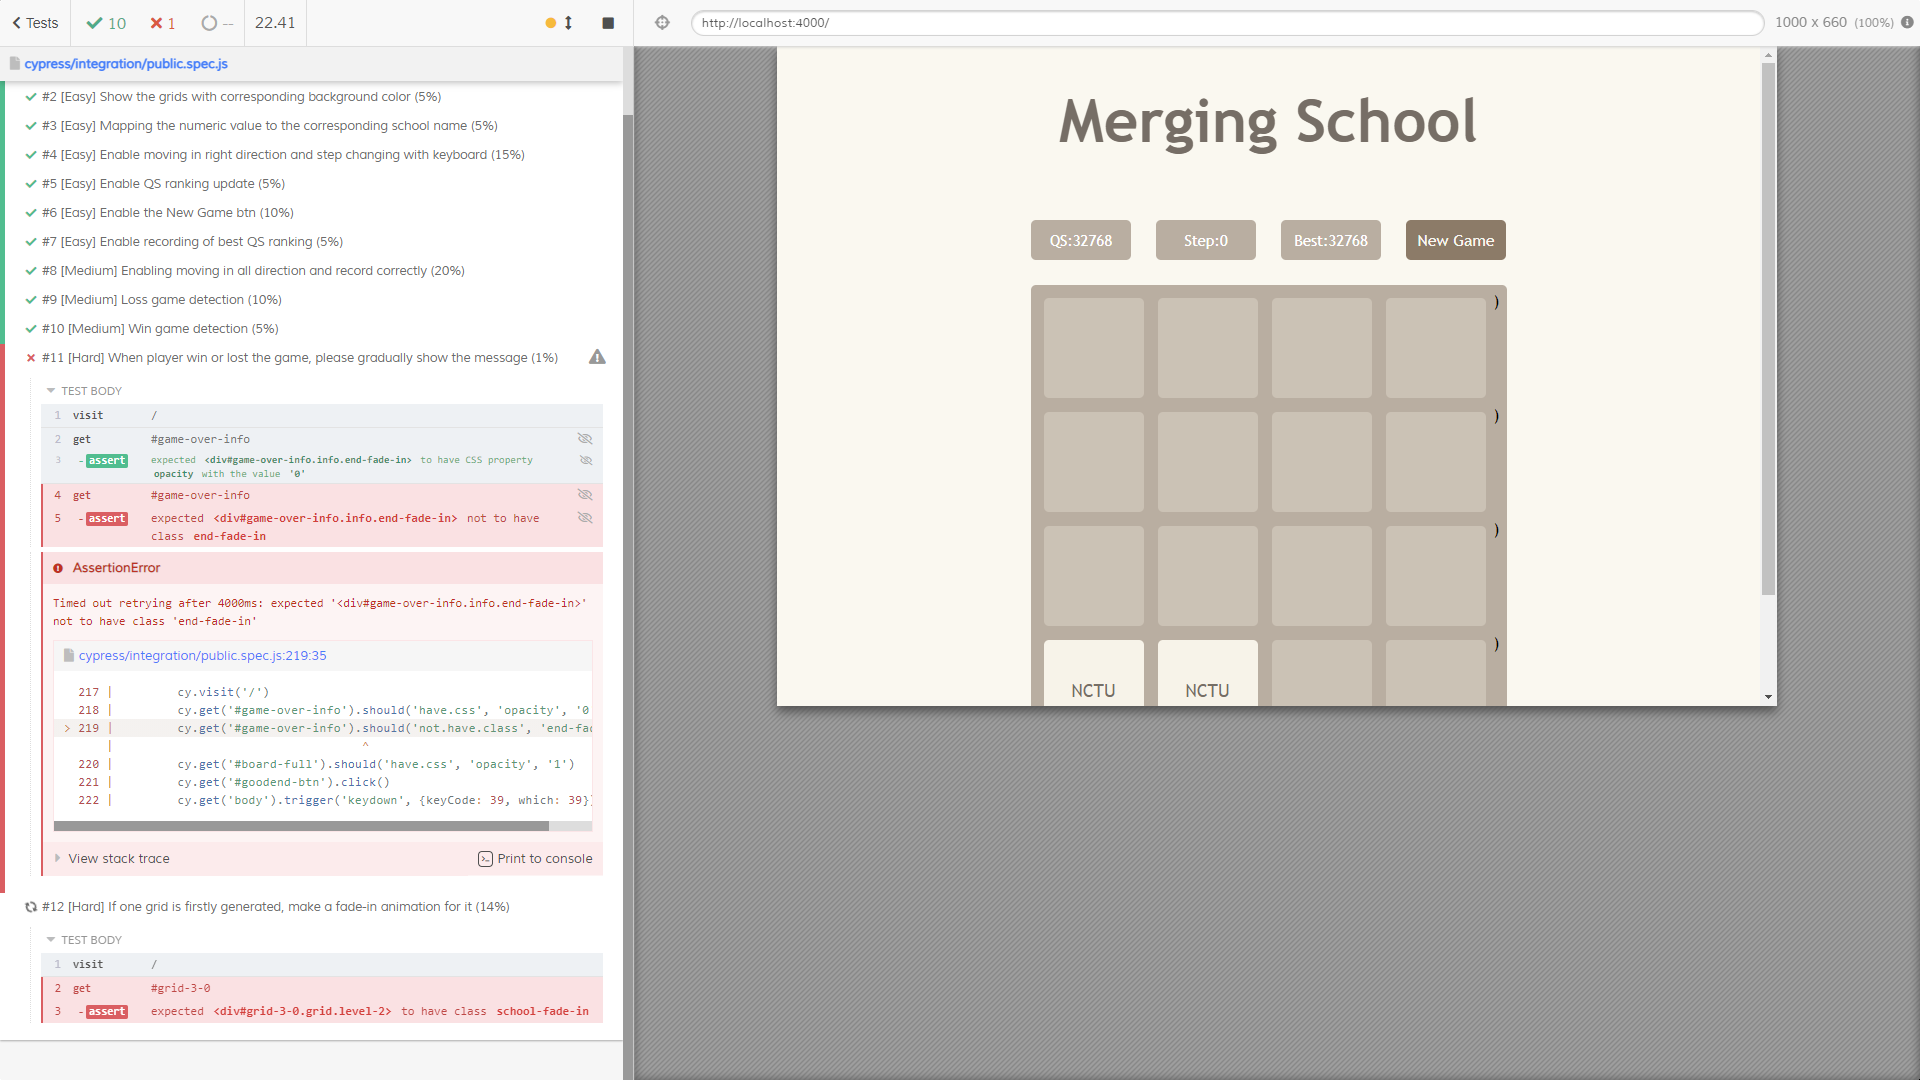 Tests
10
1
--
22.41
http://localhost:4000/
1000 x 660 (100%)
cypress/integration/public.spec.js
#2 [Easy] Show the grids with corresponding background color (5%)
#3 [Easy] Mapping the numeric value to the corresponding school name (5%)
#4 [Easy] Enable moving in right direction and step changing with keyboard (15%)
#5 [Easy] Enable QS ranking update (5%)
#6 [Easy] Enable the New Game btn (10%)
#7 [Easy] Enable recording of best QS ranking (5%)
#8 [Medium] Enabling moving in all direction and record correctly (20%)
#9 [Medium] Loss game detection (10%)
#10 [Medium] Win game detection (5%)
#11 [Hard] When player win or lost the game, please gradually show the message (1%)
TEST BODY
1 visit /
2 get #game-over-info
3 -assert expected <div#game-over-info.info.end-fade-in> to have CSS property
opacity with the value '0'
4 get #game-over-info
5 -assert expected <div#game-over-info.info.end-fade-in> not to have
class end-fade-in
AssertionError
Timed out retrying after 4000ms: expected '<div#game-over-info.info.end-fade-in>'
not to have class 'end-fade-in'
cypress/integration/public.spec.js:219:35
217 | cy.visit('/')
218 | cy.get('#game-over-info').should('have.css', 'opacity', '0
> 219 | cy.get('#game-over-info').should('not.have.class', 'end-fad
| ^
220 | cy.get('#board-full').should('have.css', 'opacity', '1')
221 | cy.get('#goodend-btn').click()
222 | cy.get('body').trigger('keydown', {keyCode: 39, which: 39})
View stack trace
Print to console
#12 [Hard] If one grid is firstly generated, make a fade-in animation for it (14%)
TEST BODY
1 visit /
2 get #grid-3-0
3 -assert expected <div#grid-3-0.grid.level-2> to have class school-fade-in
Merging School
QS:32768
Step:0
Best:32768
New Game
)
)
)
)
NCTU
NCTU